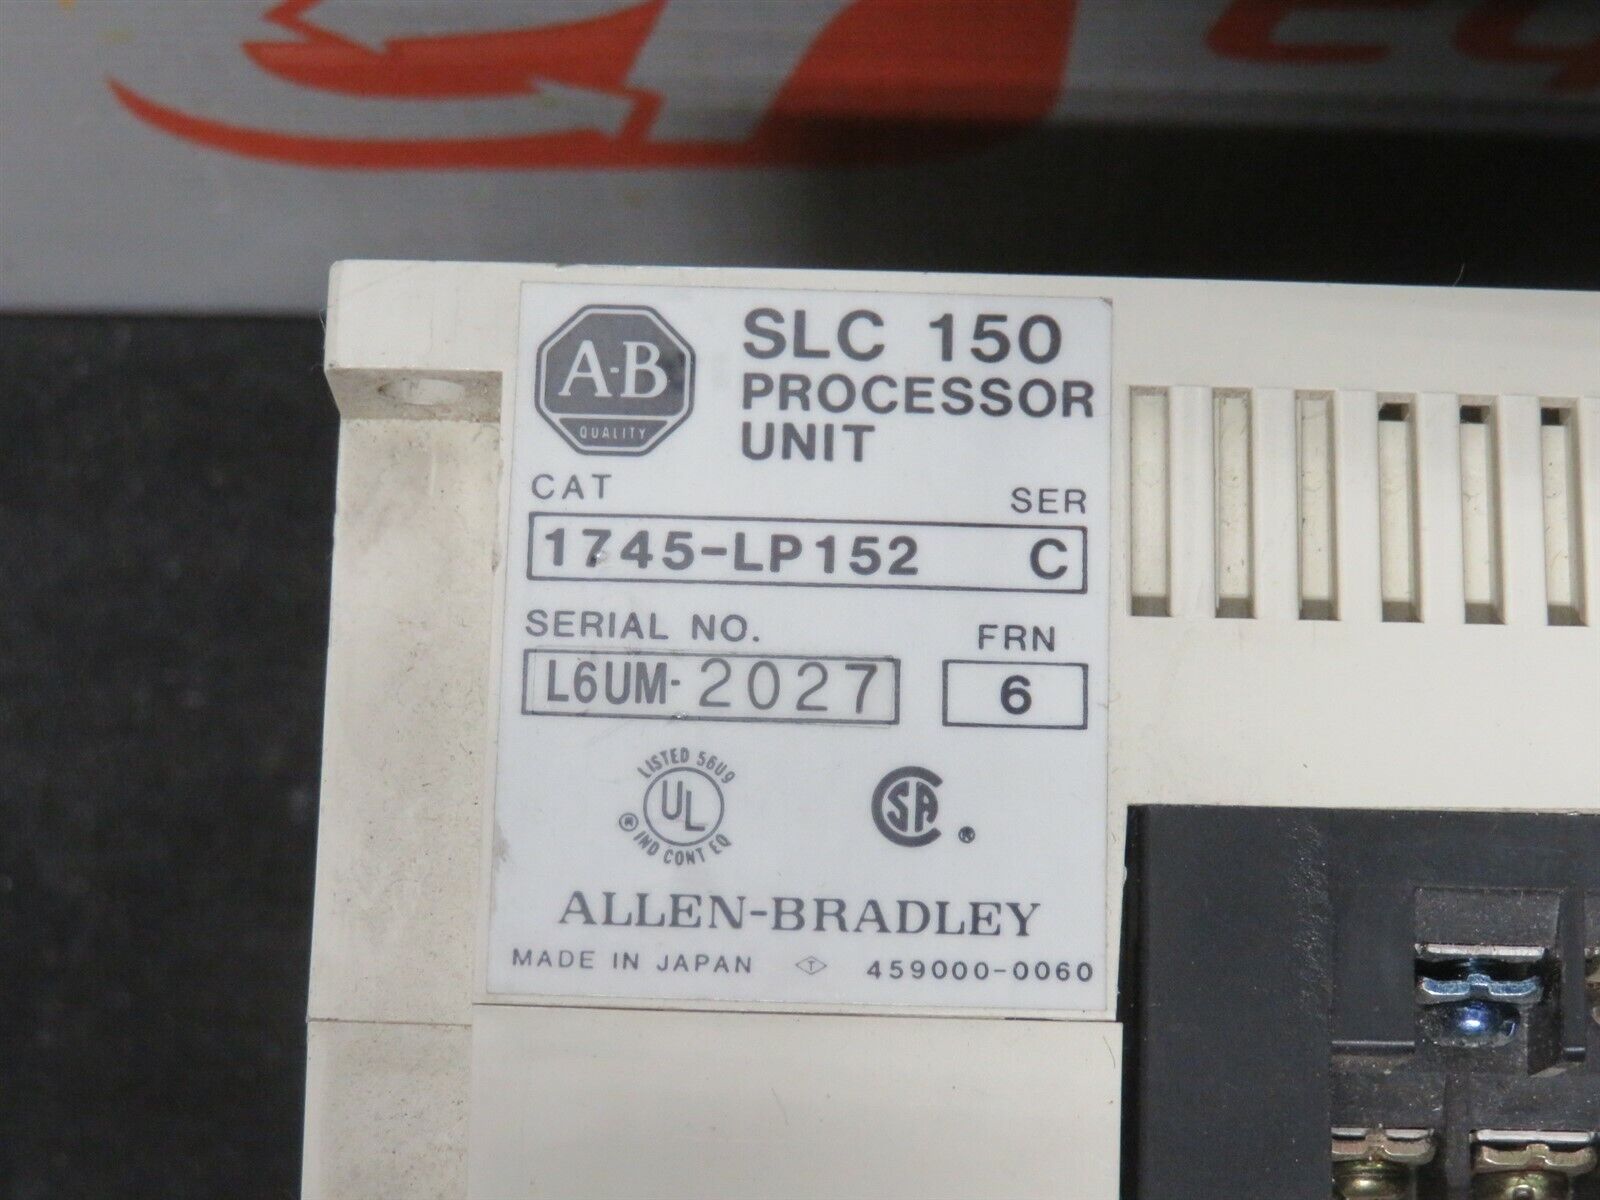 A-B
QUALITY
SLC 150
PROCESSOR
UNIT
CAT SER
1745-LP152 C
SERIAL NO. FRN
L6UM-2027 6
LISTED 56U9
UL
® IND CONT EQ
CSA ®
ALLEN-BRADLEY
MADE IN JAPAN T 459000-0060